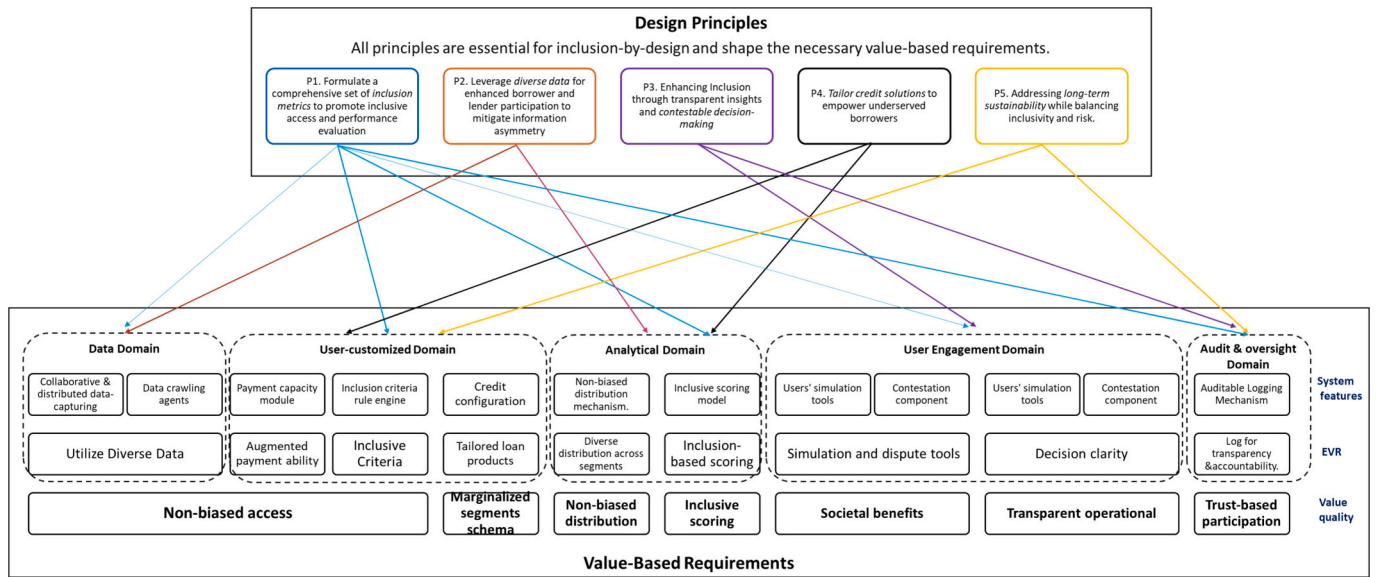 Design Principles
All principles are essential for inclusion-by-design and shape the necessary value-based requirements.
P1. Formulate a
comprehensive set of inclusion
metrics to promote inclusive
access and performance
evaluation
P2. Leverage diverse data for
enhanced borrower and
lender participation to
mitigate information
asymmetry
P3. Enhancing Inclusion
through transparent insights
and contestable decision-
making
P4. Tailor credit solutions to
empower underserved
borrowers
P5. Addressing long-term
sustainability while balancing
inclusivity and risk.
Data Domain
User-customized Domain
Analytical Domain
User Engagement Domain
Audit & oversight
Domain
Collaborative &
distributed data-
capturing
Data crawling
agents
Payment capacity
module
Inclusion criteria
rule engine
Credit
configuration
Non-biased
distribution
mechanism.
Inclusive scoring
model
Users' simulation
tools
Contestation
component
Users' simulation
tools
Contestation
component
Auditable Logging
Mechanism
System
features
Utilize Diverse Data
Augmented
payment ability
Inclusive
Criteria
Tailored loan
products
Diverse
distribution across
segments
Inclusion-
based scoring
Simulation and dispute tools
Decision clarity
Log for
transparency
&accountability.
EVR
Non-biased access
Marginalized
segments
schema
Non-biased
distribution
Inclusive
scoring
Societal benefits
Transparent operational
Trust-based
participation
Value
quality
Value-Based Requirements